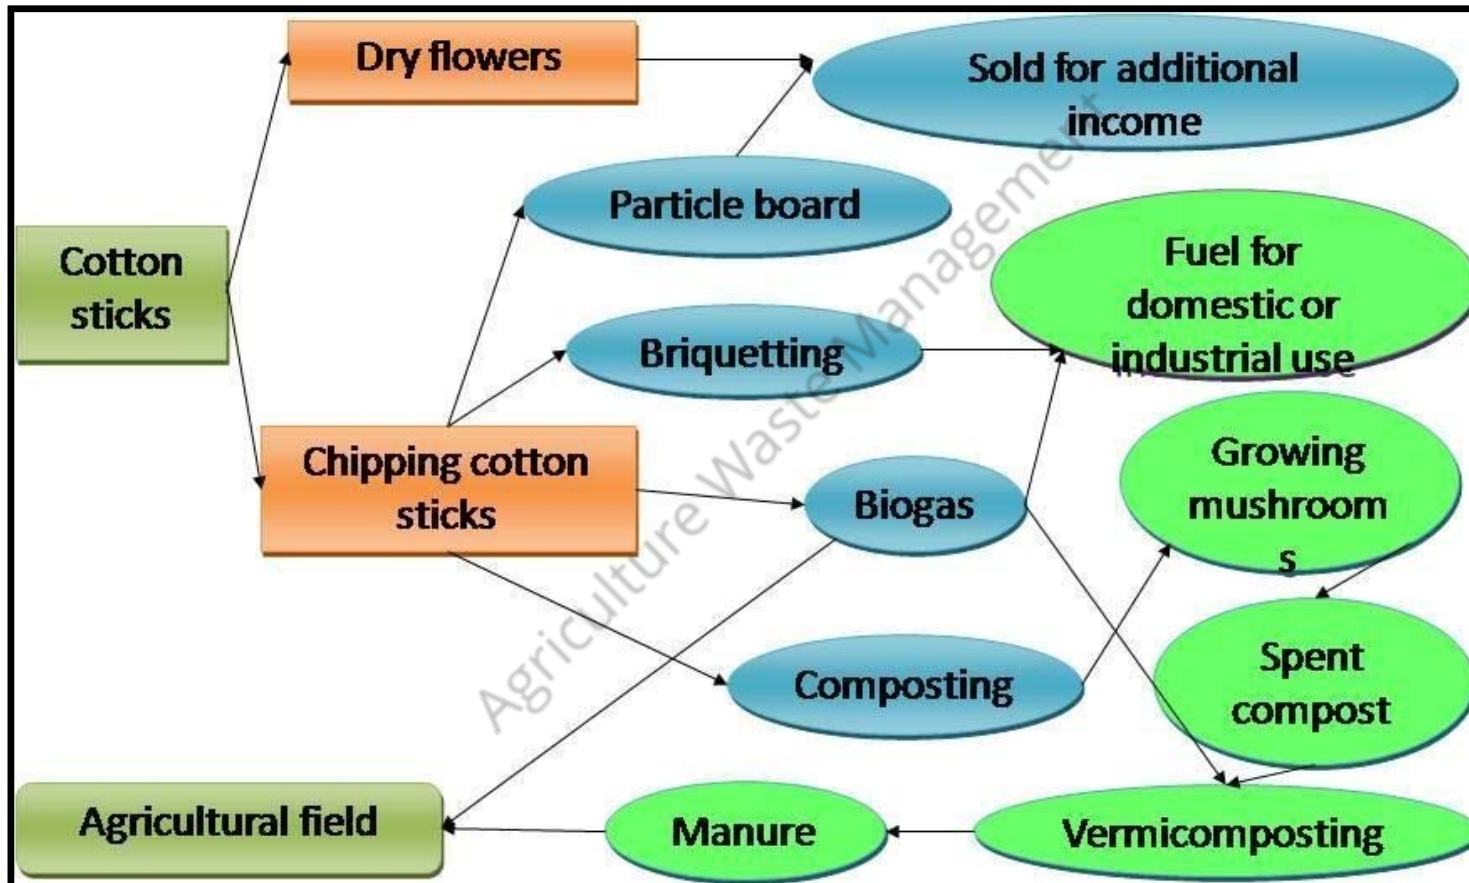 Dry flowers
Sold for additional
income
Particle board
Cotton
sticks
Fuel for
domestic or
industrial use
Briquetting
Chipping cotton
sticks
Biogas
Growing
mushroom
s
Composting
Spent
compost
Agricultural field
Manure
Vermicomposting
Agriculture Waste Management